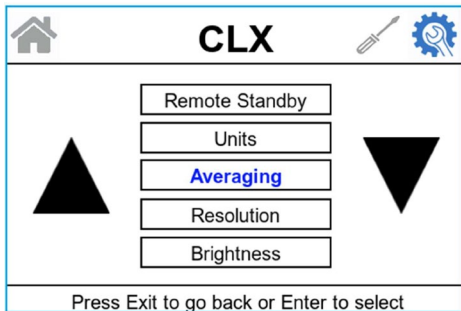 CLX
Remote Standby
Units
Averaging
Resolution
Brightness
Press Exit to go back or Enter to select